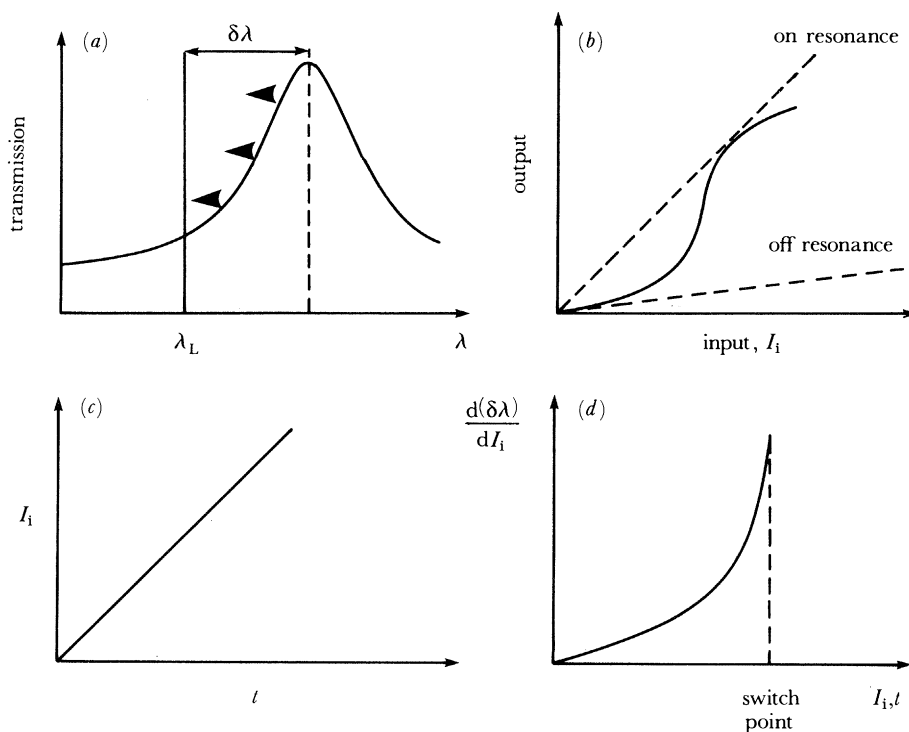 (a)
δλ
transmission
λL
λ
(b)
on resonance
output
off resonance
input, Ii
(c)
Ii
t
d(δλ)
dIi
(d)
switch
point
Ii,t